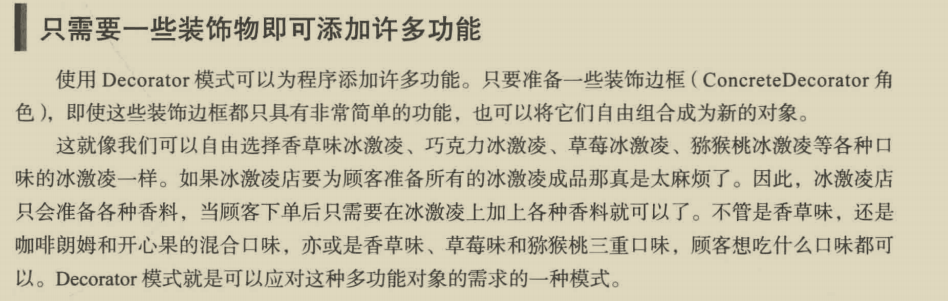 只需要一些装饰物即可添加许多功能
使用 Decorator 模式可以为程序添加许多功能。只要准备一些装饰边框（ConcreteDecorator 角
色），即使这些装饰边框都只具有非常简单的功能，也可以将它们自由组合成为新的对象。
这就像我们可以自由选择香草味冰激凌、巧克力冰激凌、草莓冰激凌、猕猴桃冰激凌等各种口
味的冰激凌一样。如果冰激凌店要为顾客准备所有的冰激凌成品那真是太麻烦了。因此，冰激凌店
只会准备各种香料，当顾客下单后只需要在冰激凌上加上各种香料就可以了。不管是香草味，还是
咖啡朗姆和开心果的混合口味，亦或是香草味、草莓味和猕猴桃三重口味，顾客想吃什么口味都可
以。Decorator 模式就是可以应对这种多功能对象的需求的一种模式。